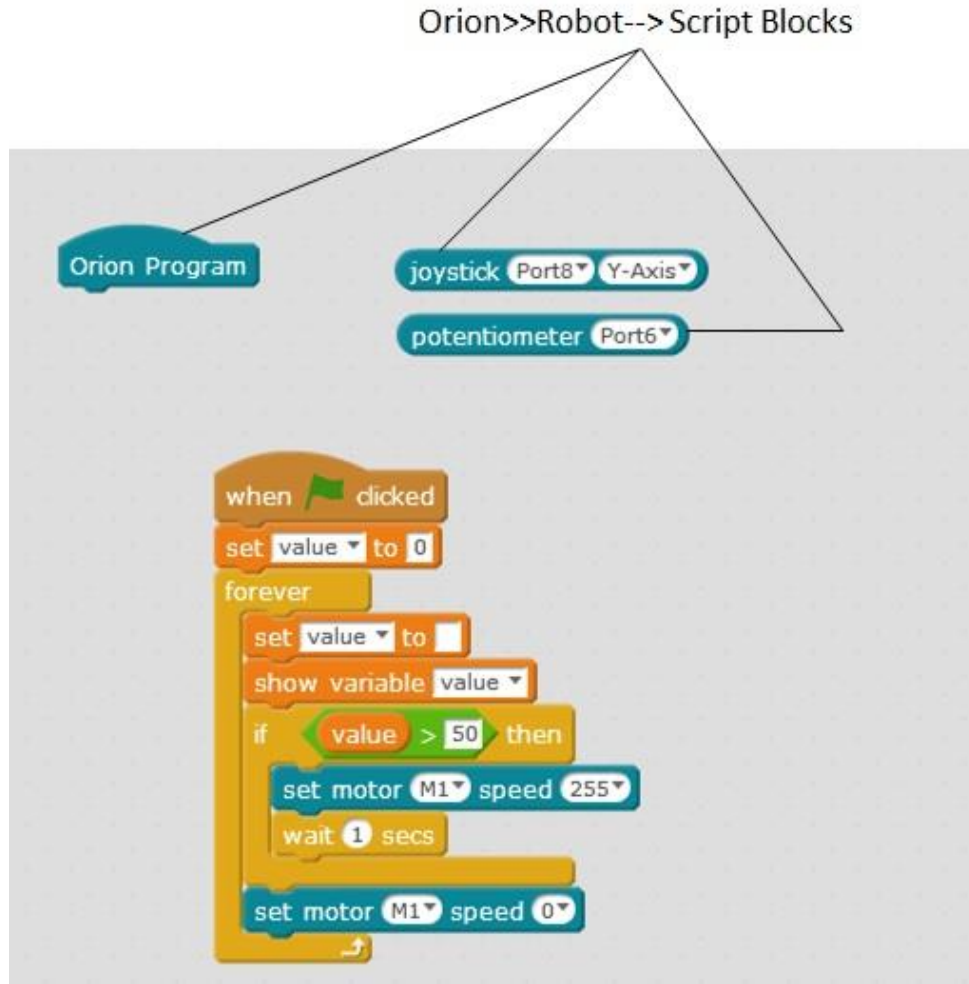 Orion>>Robot--> Script Blocks
Orion Program
joystick Port8 Y-Axis
potentiometer Port6
when clicked
set value to 0
forever
set value to
show variable value
if value > 50 then
set motor M1 speed 255
wait 1 secs
set motor M1 speed 0